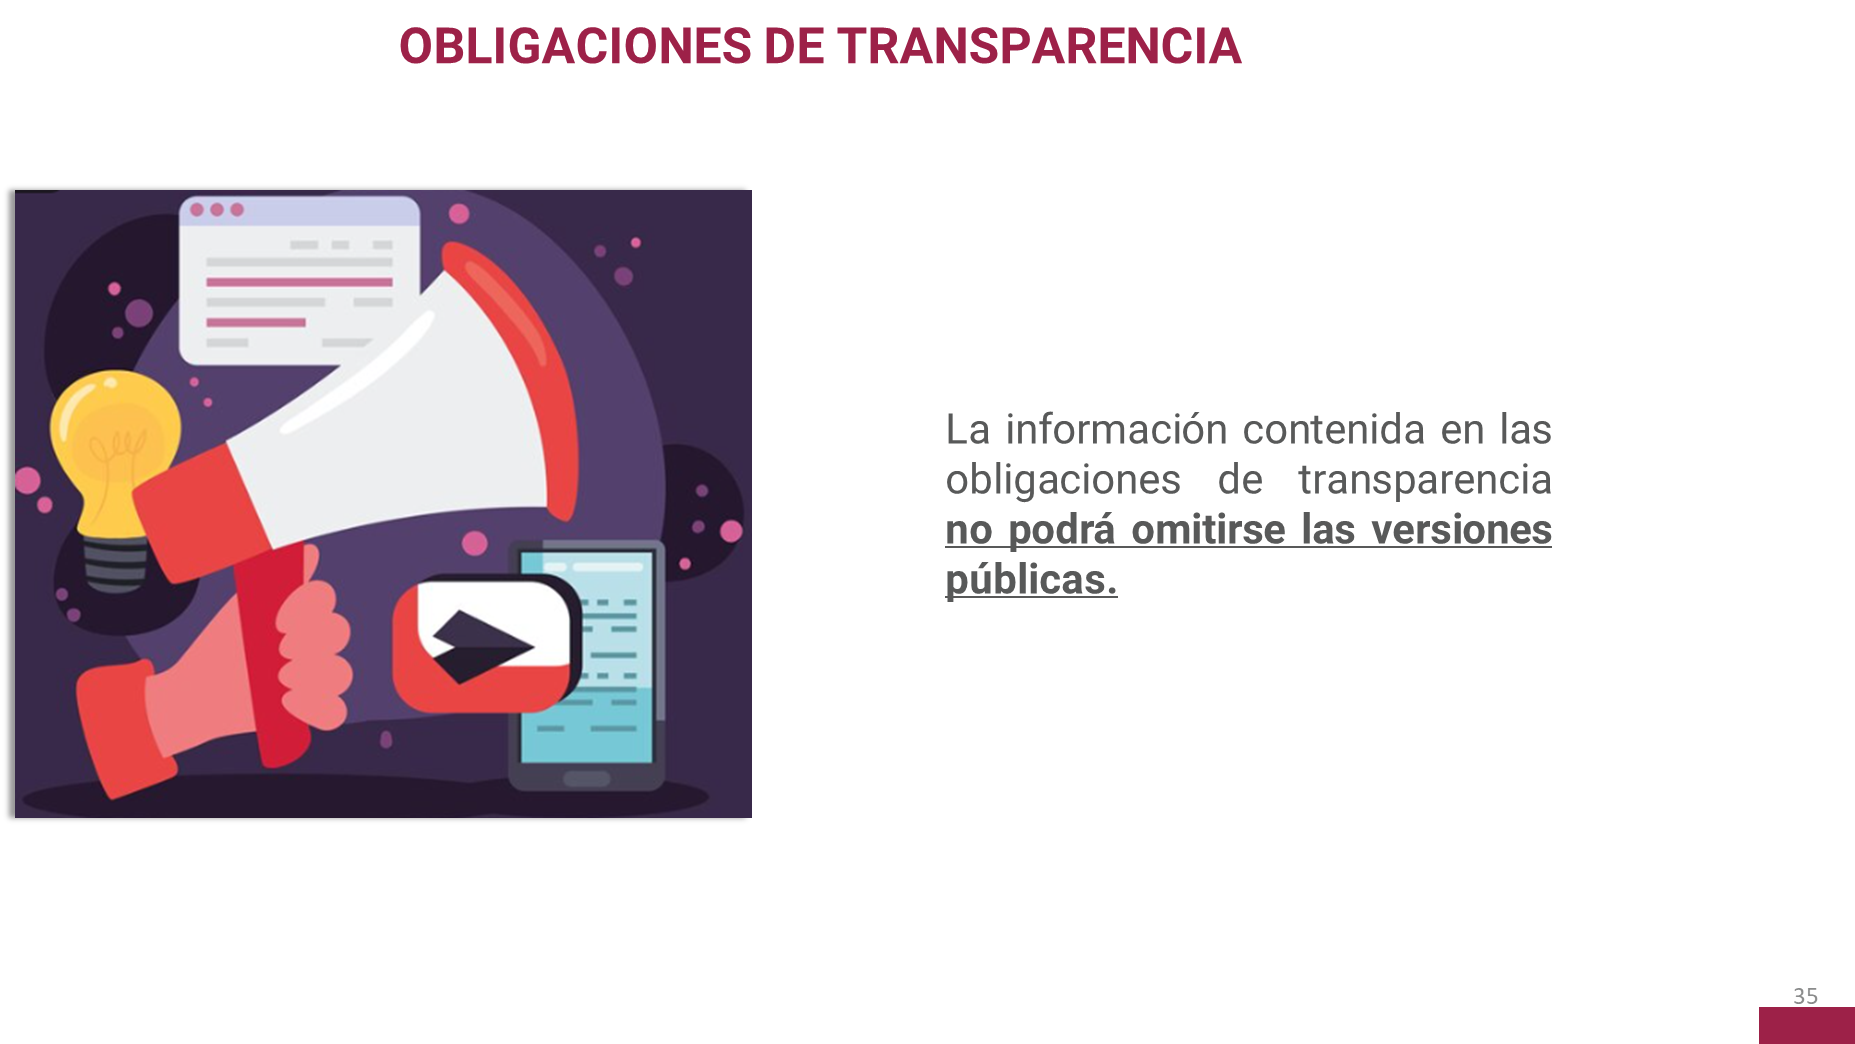 OBLIGACIONES DE TRANSPARENCIA
La información contenida en las
obligaciones de transparencia
no podrá omitirse las versiones
públicas.
35